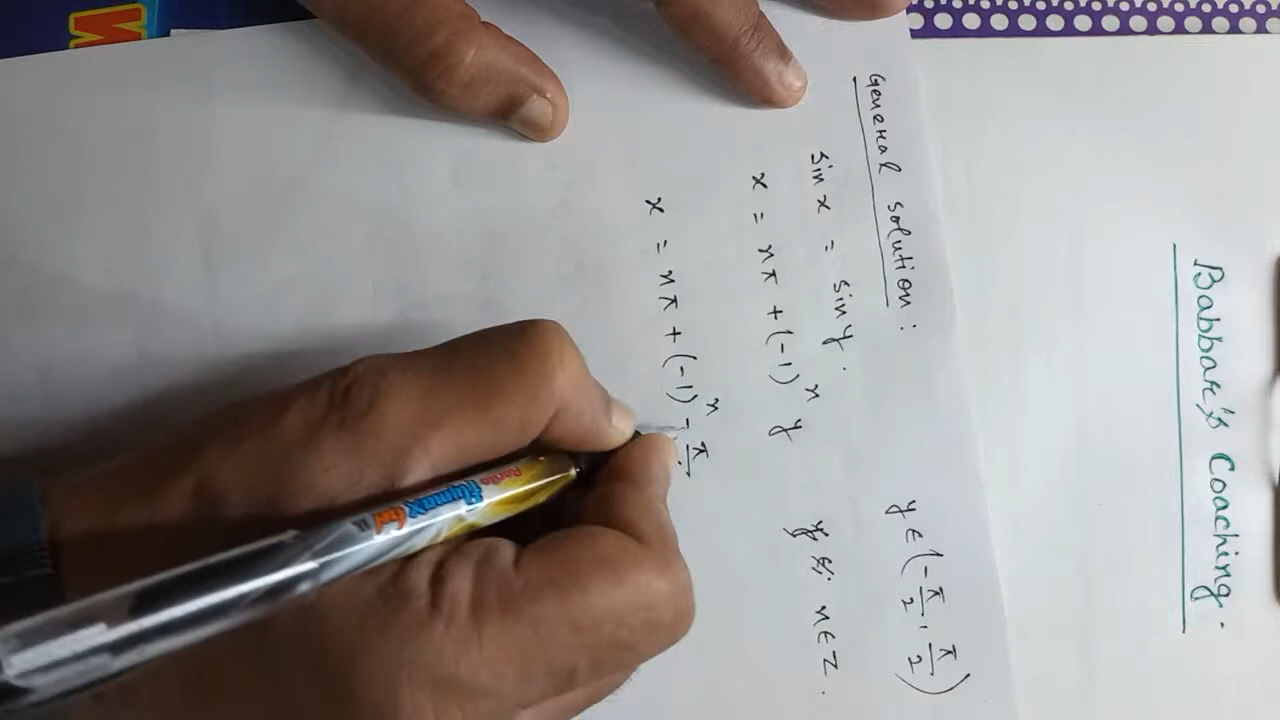 Babbar's Coaching.
General solution:
sin x = sin y. y ∈ (-π/2, π/2)
x = nπ + (-1)^n y n ∈ Z.
x = nπ + (-1)^n - π